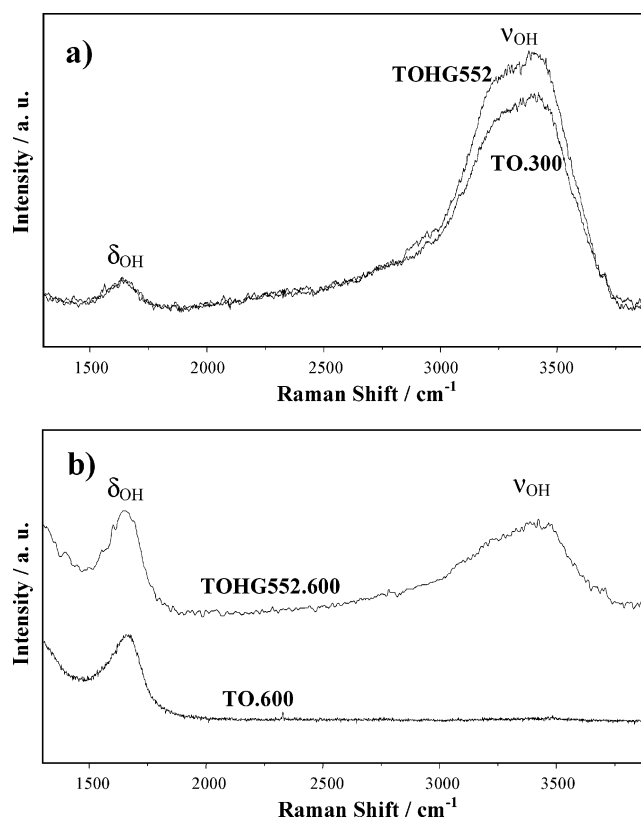 a)
ν_OH
TOHG552
TO.300
δ_OH
Intensity / a. u.
1500 2000 2500 3000 3500
Raman Shift / cm⁻¹
b)
δ_OH
ν_OH
TOHG552.600
TO.600
Intensity / a. u.
1500 2000 2500 3000 3500
Raman Shift / cm⁻¹